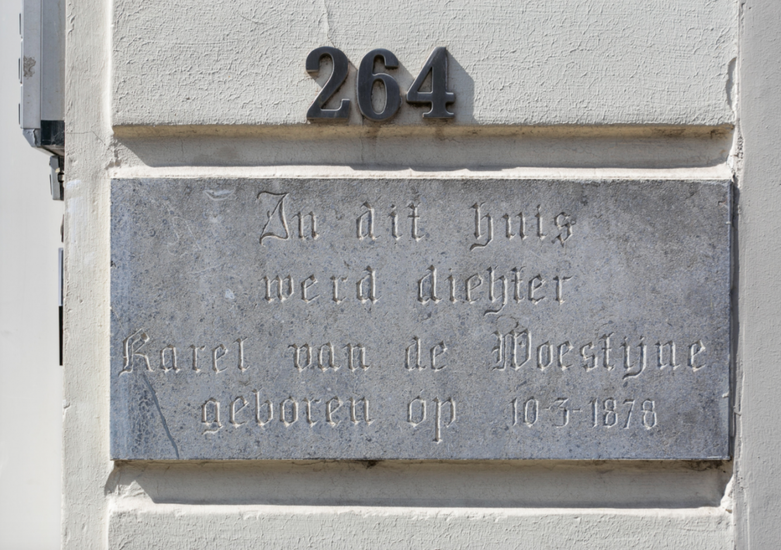 264
In dit huis
werd dichter
Karel van de Woestijne
geboren op 10-3-1878